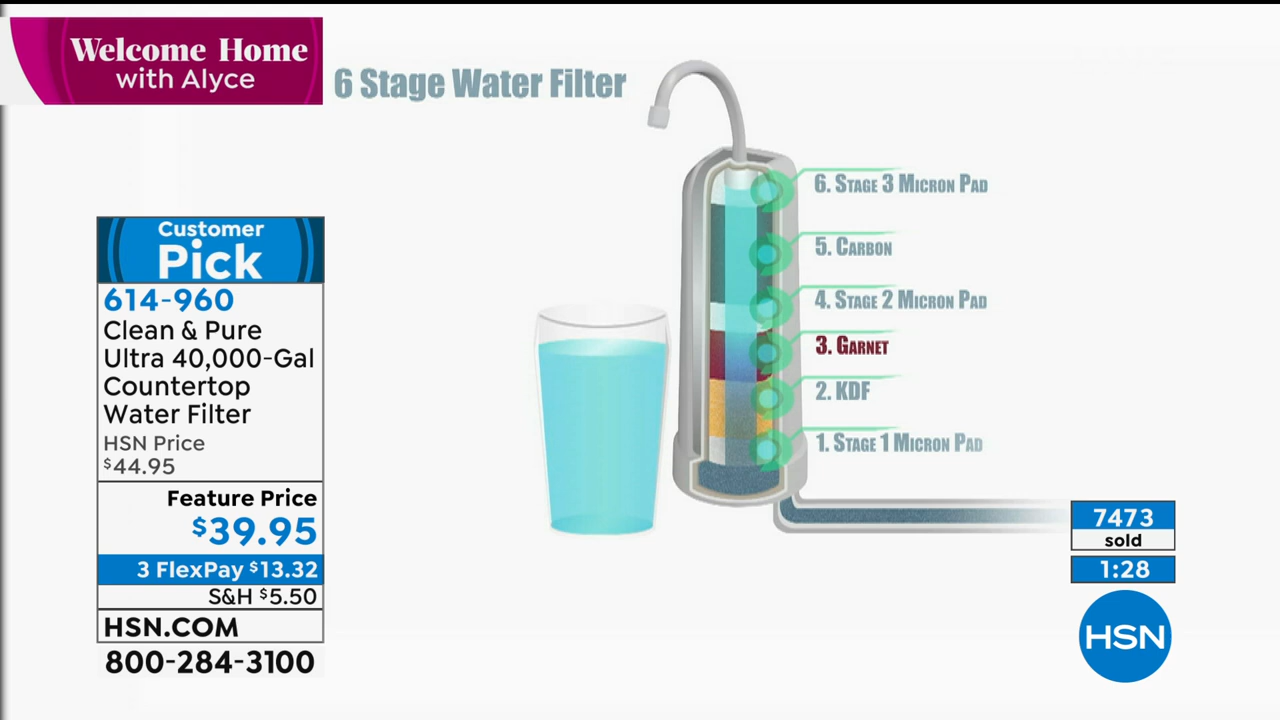 Welcome Home
with Alyce
6 Stage Water Filter
6. Stage 3 Micron Pad
5. Carbon
4. Stage 2 Micron Pad
3. Garnet
2. KDF
1. Stage 1 Micron Pad
Customer
Pick
614-960
Clean & Pure
Ultra 40,000-Gal
Countertop
Water Filter
HSN Price
$44.95
Feature Price
$39.95
3 FlexPay $13.32
S&H $5.50
HSN.COM
800-284-3100
7473
sold
1:28
HSN